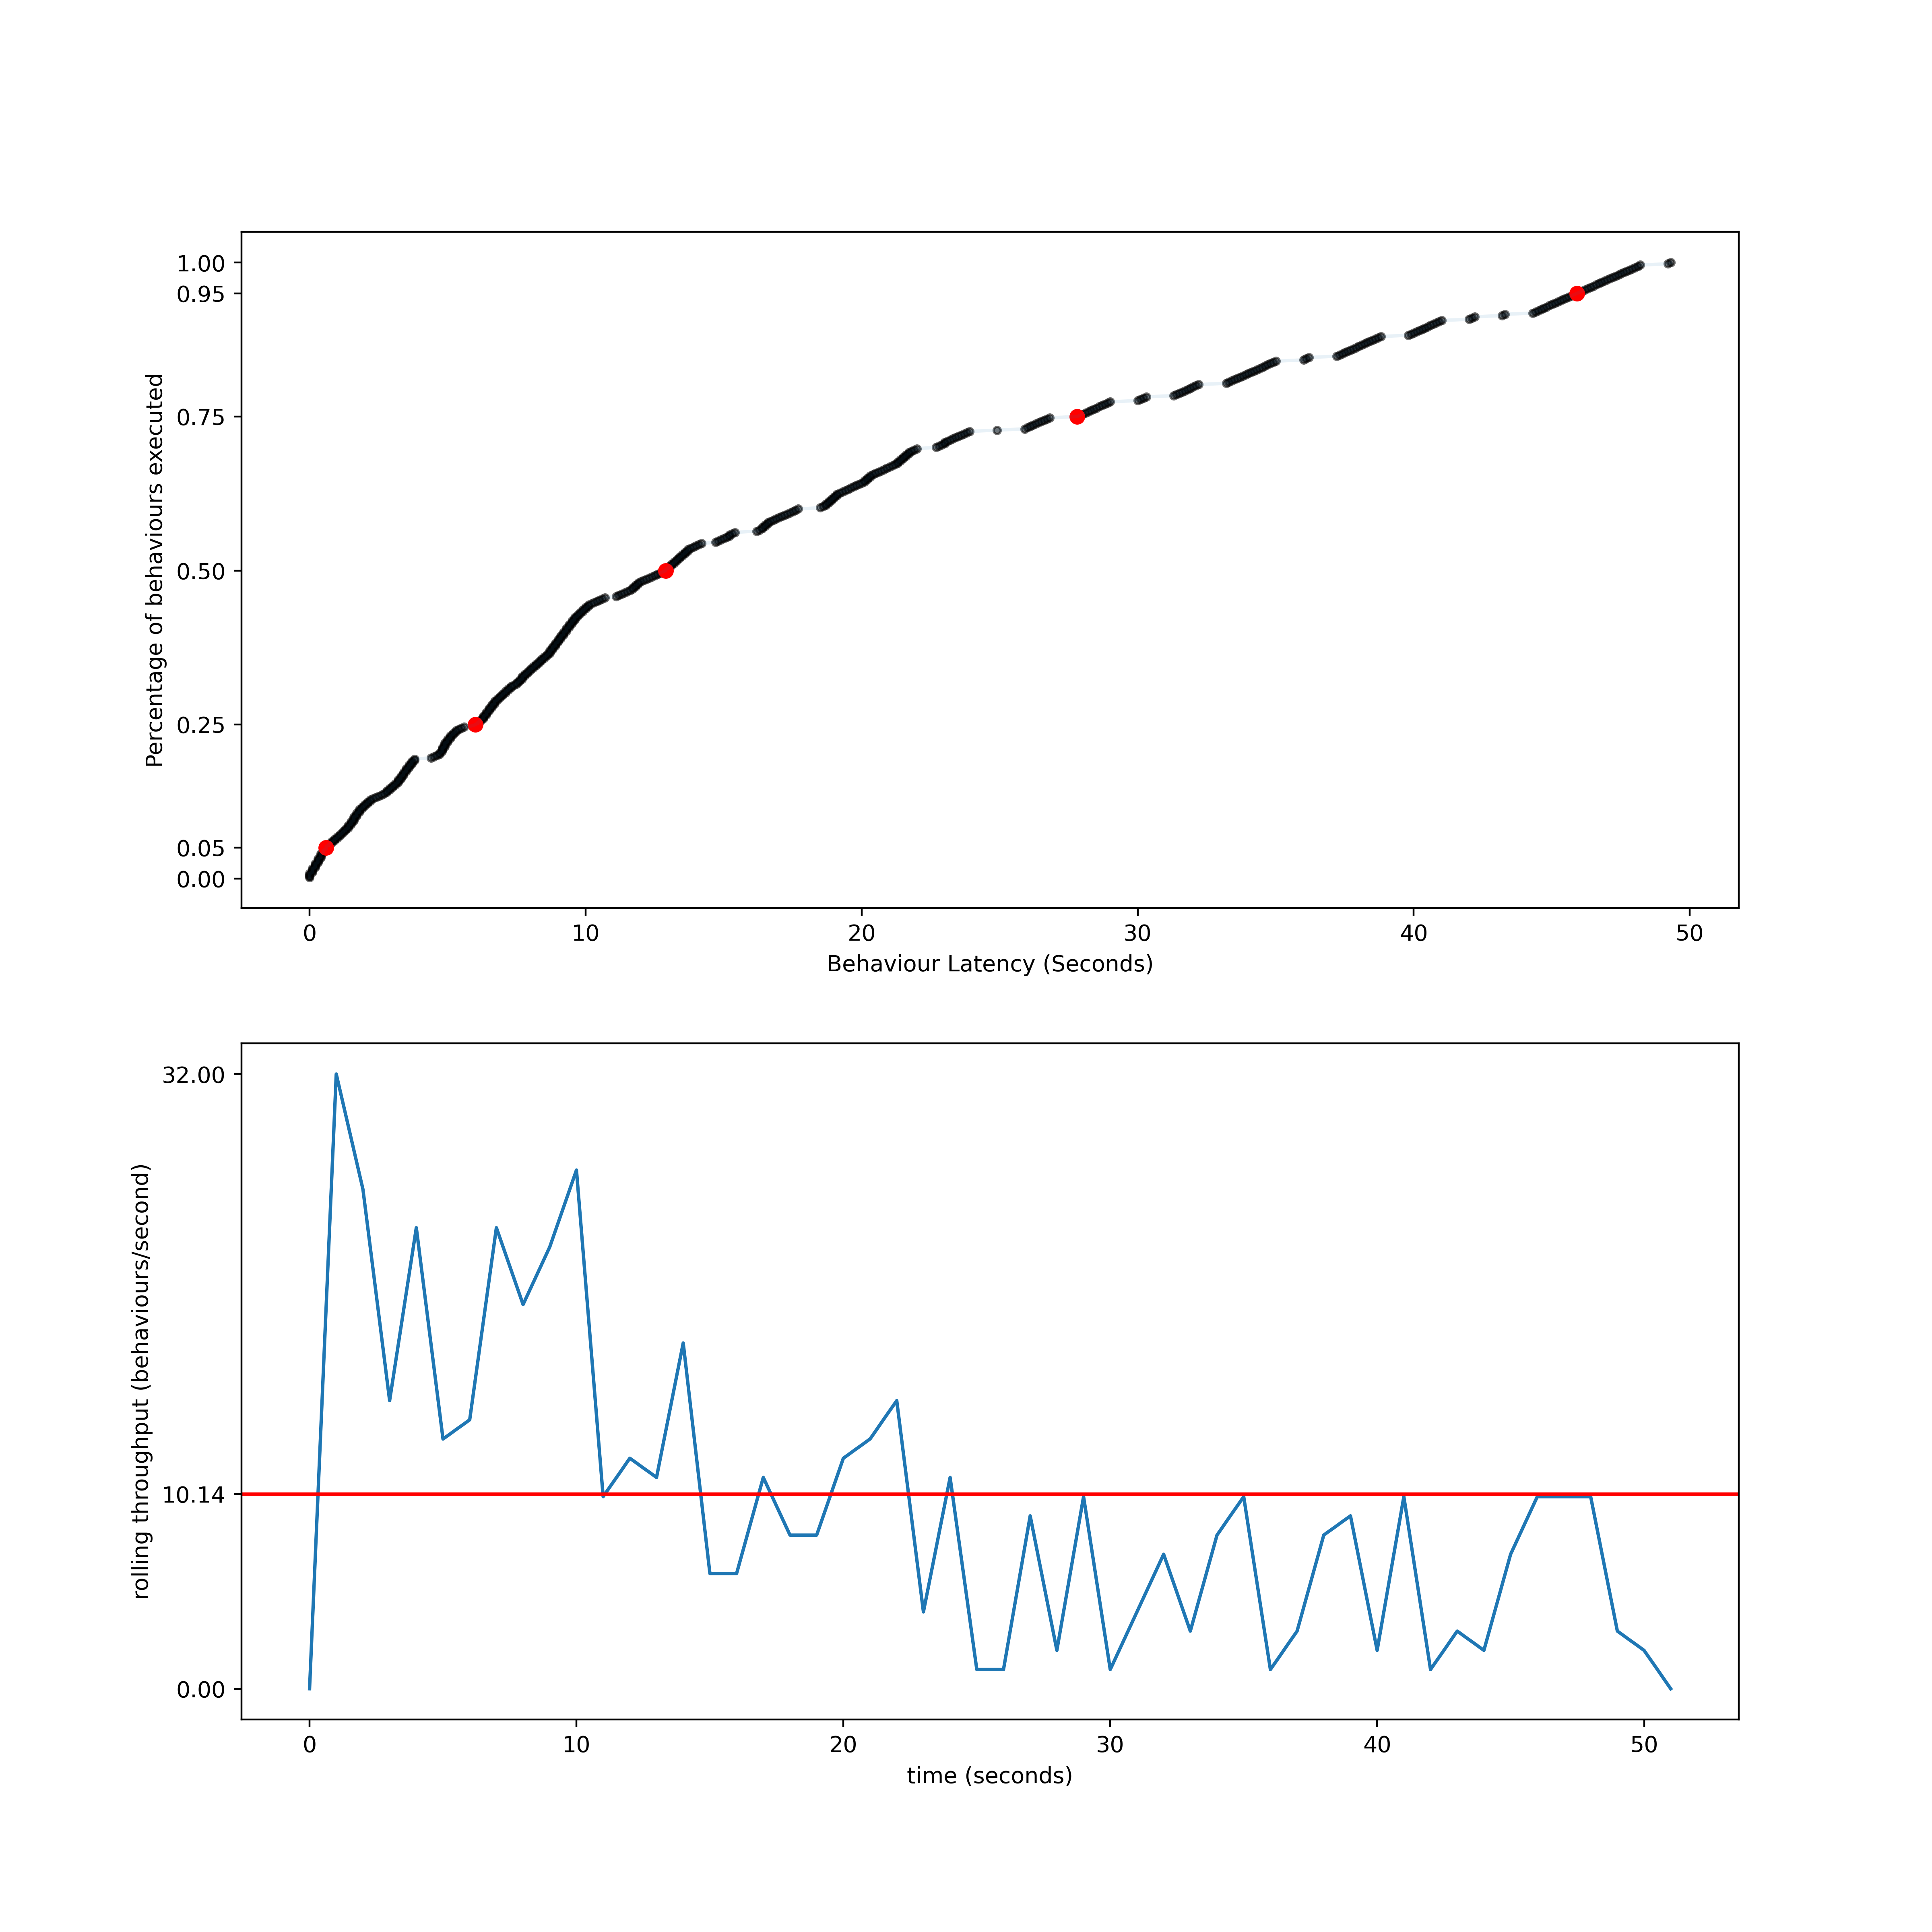 1.00
0.95
0.75
0.50
0.25
0.05
0.00
Percentage of behaviours executed
0 10 20 30 40 50
Behaviour Latency (Seconds)
32.00
10.14
0.00
rolling throughput (behaviours/second)
0 10 20 30 40 50
time (seconds)